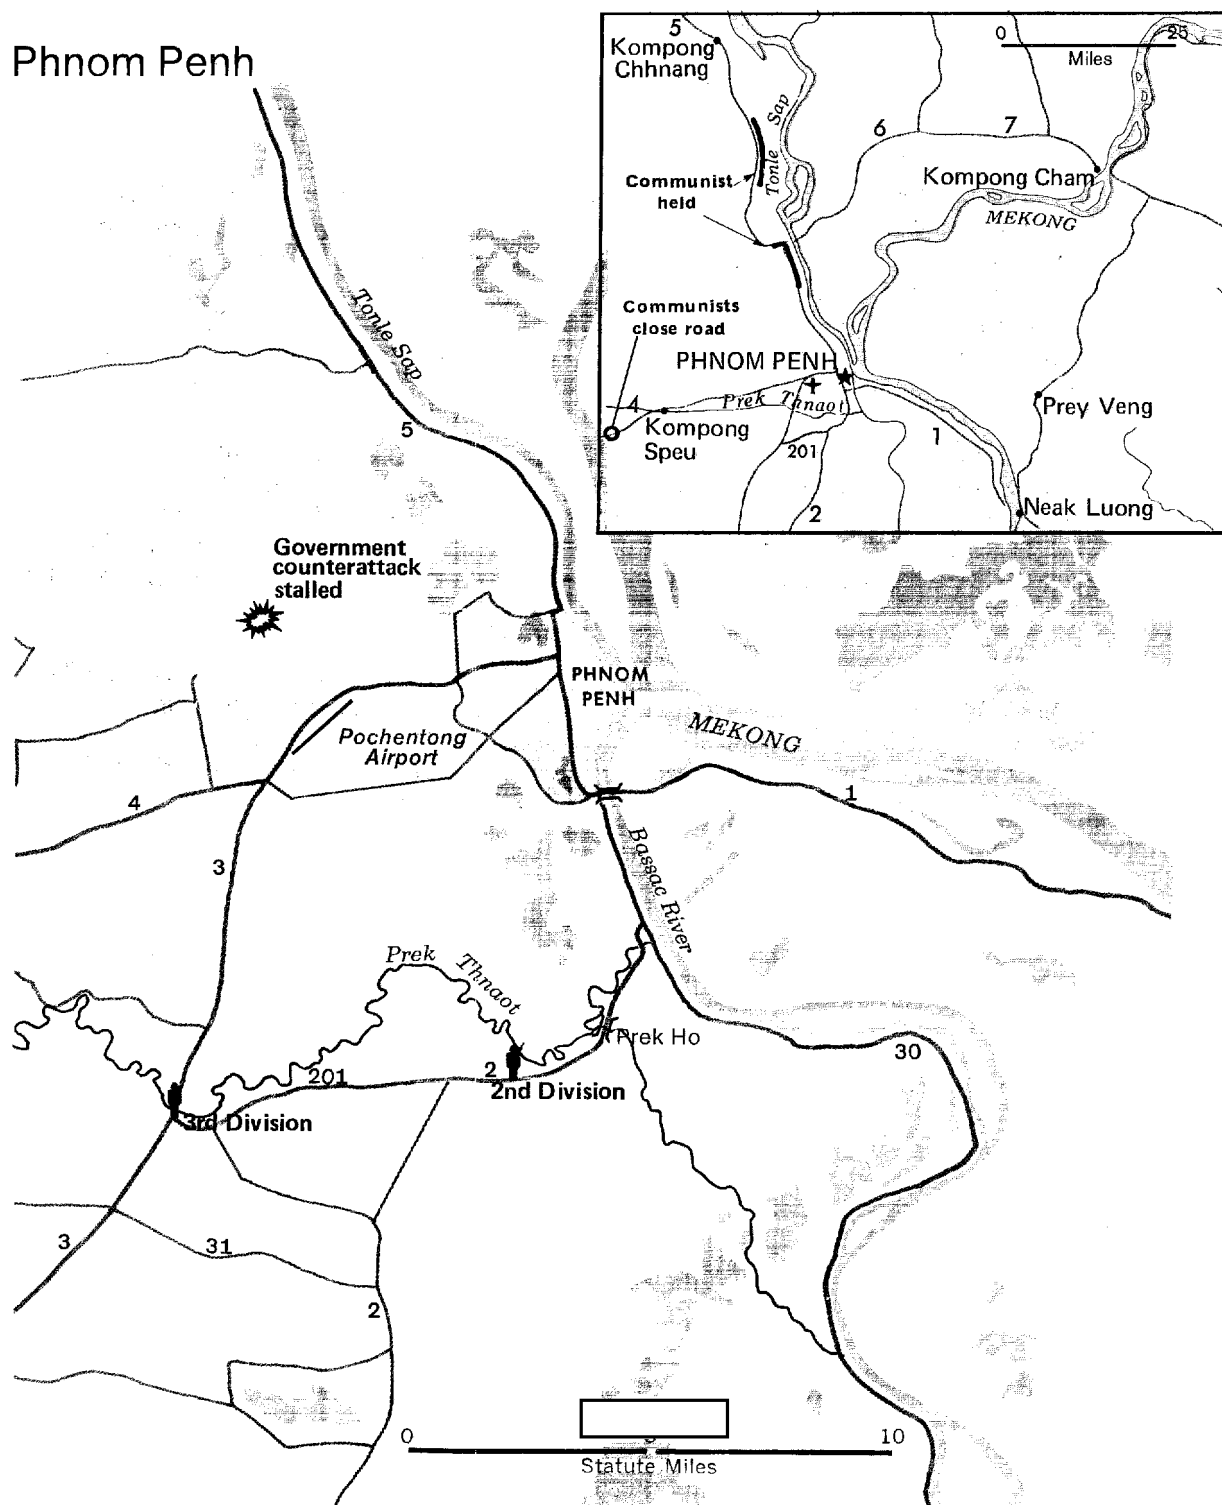 Phnom Penh
5
Kompong
Chhnang
0
25
Miles
Tonle Sap
6
7
Communist
held
Kompong Cham
MEKONG
Communists
close road
PHNOM PENH
4
Prek Thnaot
Kompong
Speu
201
2
1
Prey Veng
Neak Luong
Tonle Sap
5
Government
counterattack
stalled
PHNOM
PENH
MEKONG
Pochentong
Airport
4
1
3
Bassac River
Prek Thnaot
Prek Ho
30
201
2
2nd Division
3rd Division
3
31
2
0
10
Statute Miles